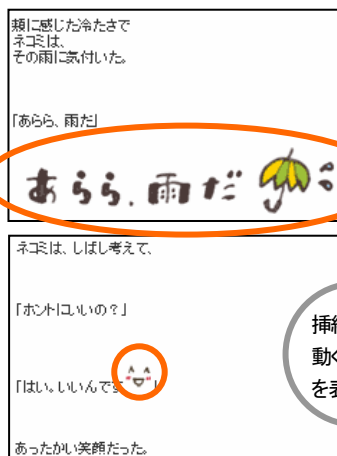 頬に感じた冷たさで
ネコミは、
その雨に気付いた。
「あらら、雨だ」
あらら.雨だ
ネコミは、しばし考えて、
「ホントにいいの?」
挿絵
動く
を表
「はい。いいんです
あったかい笑顔だった。